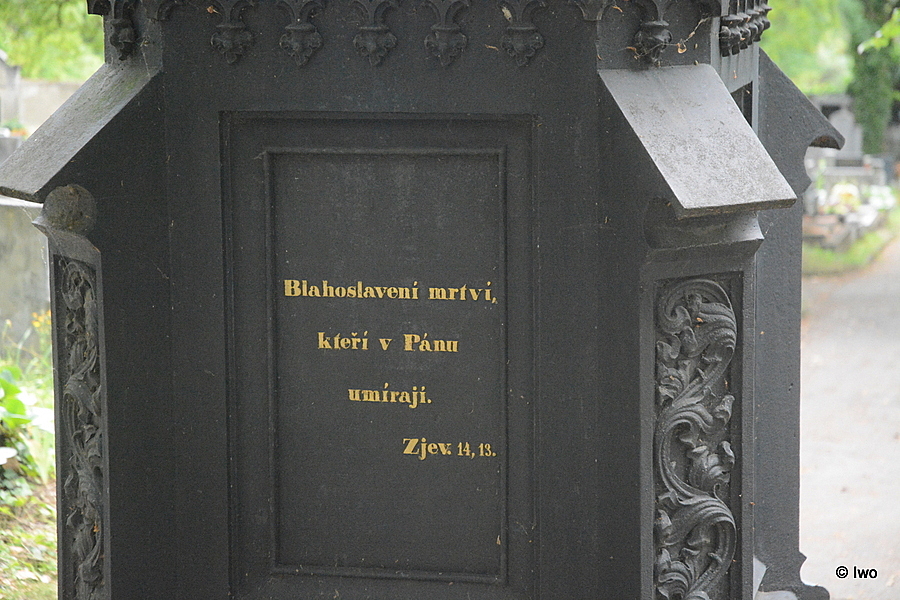 Blahoslavení mrtví,
kteří v Pánu
umírají.
Zjev. 14, 13.
© Iwo